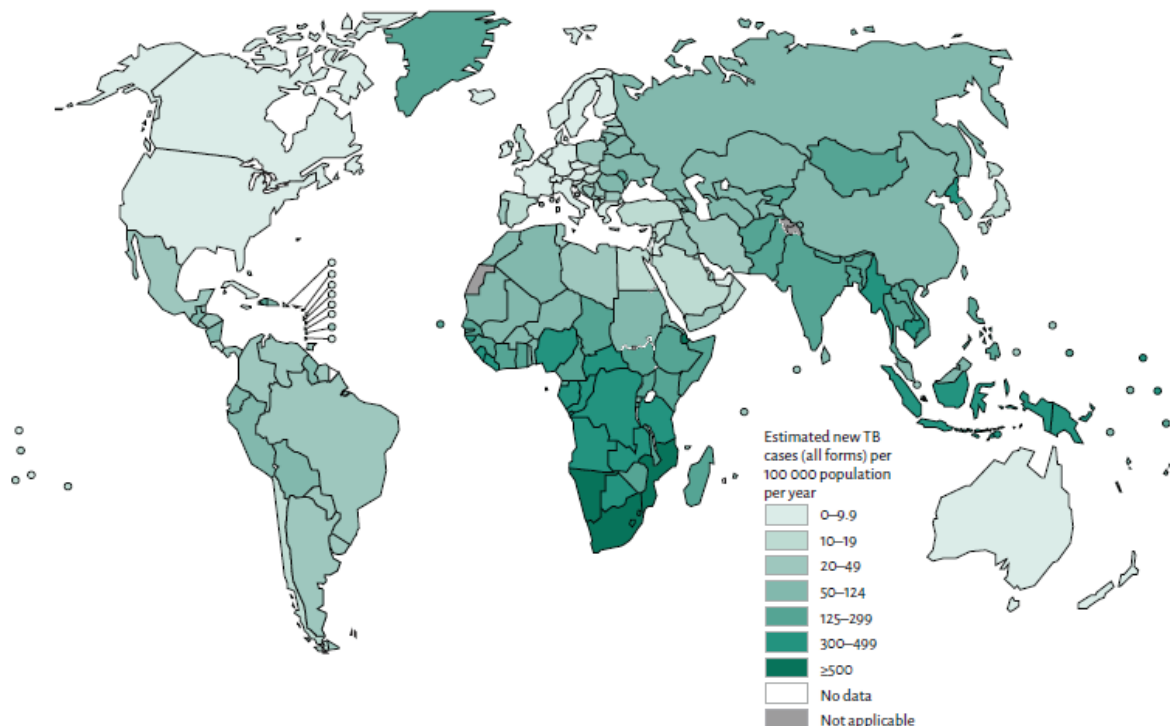 Estimated new TB
cases (all forms) per
100 000 population
per year
0–9.9
10–19
20–49
50–124
125–299
300–499
≥500
No data
Not applicable